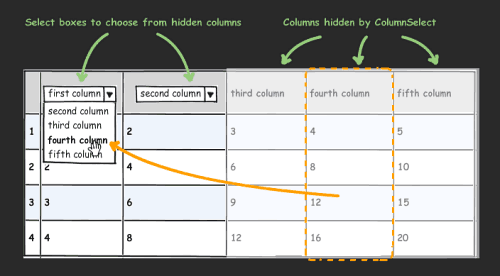 Select boxes to choose from hidden columns
Columns hidden by ColumnSelect
first column
second column
third column
fourth column
fifth column
second column
third column
fourth column
fifth column
1 2 3 4 5
2 2 4 6 8 10
3 3 6 9 12 15
4 4 8 12 16 20